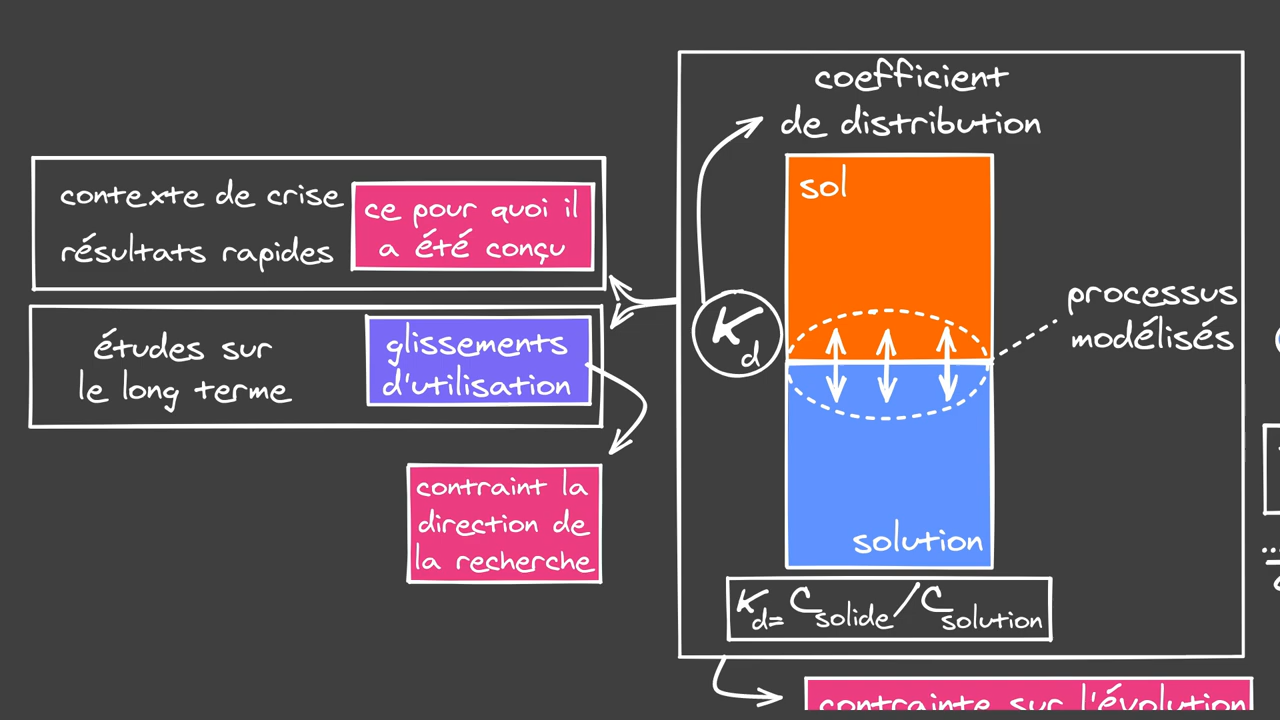 contexte de crise
résultats rapides
ce pour quoi il
a été conçu
études sur
le long terme
glissements
d'utilisation
contraint la
direction de
la recherche
coefficient
de distribution
sol
Kd
processus
modélisés
solution
Kd= Csolide/Csolution
contrainte sur l'évolution